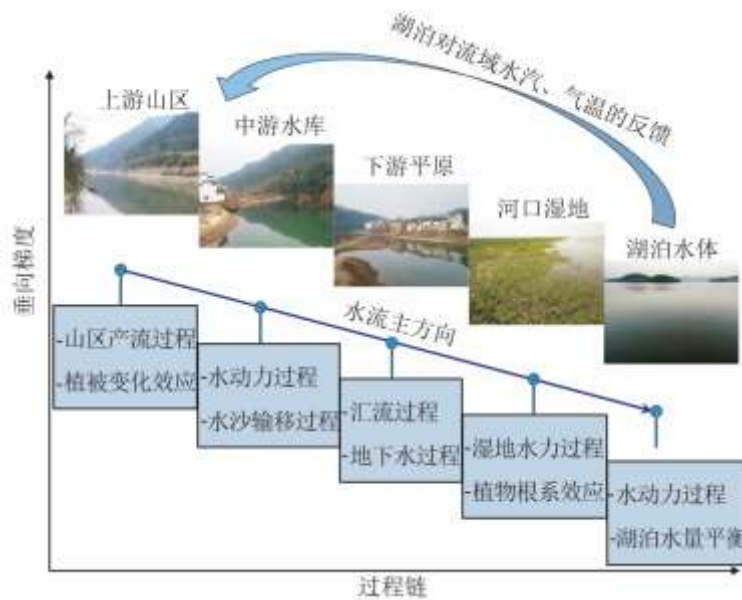 湖泊对流域水汽、气温的反馈
上游山区
中游水库
下游平原
河口湿地
湖泊水体
垂向梯度
水流主方向
-山区产流过程
-植被变化效应
-水动力过程
-水沙输移过程
-汇流过程
-地下水过程
-湿地水力过程
-植物根系效应
-水动力过程
-湖泊水量平衡
过程链